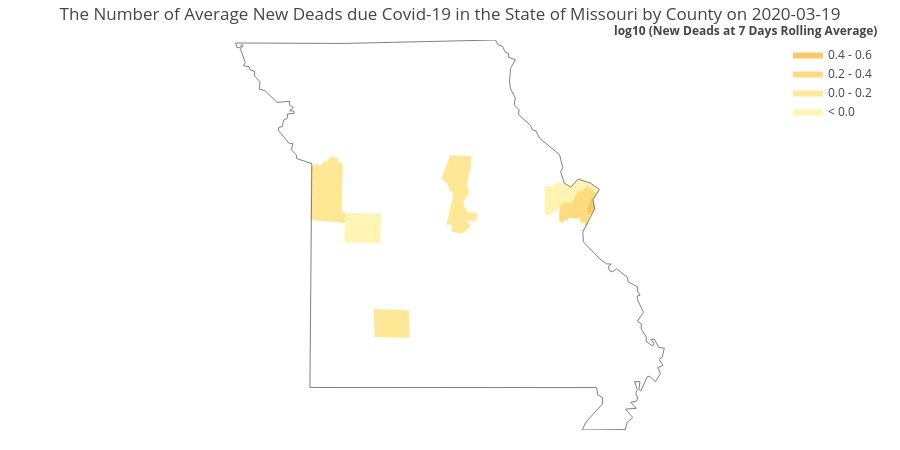 The Number of Average New Deads due Covid-19 in the State of Missouri by County on 2020-03-19
log10 (New Deads at 7 Days Rolling Average)
0.4 - 0.6
0.2 - 0.4
0.0 - 0.2
< 0.0